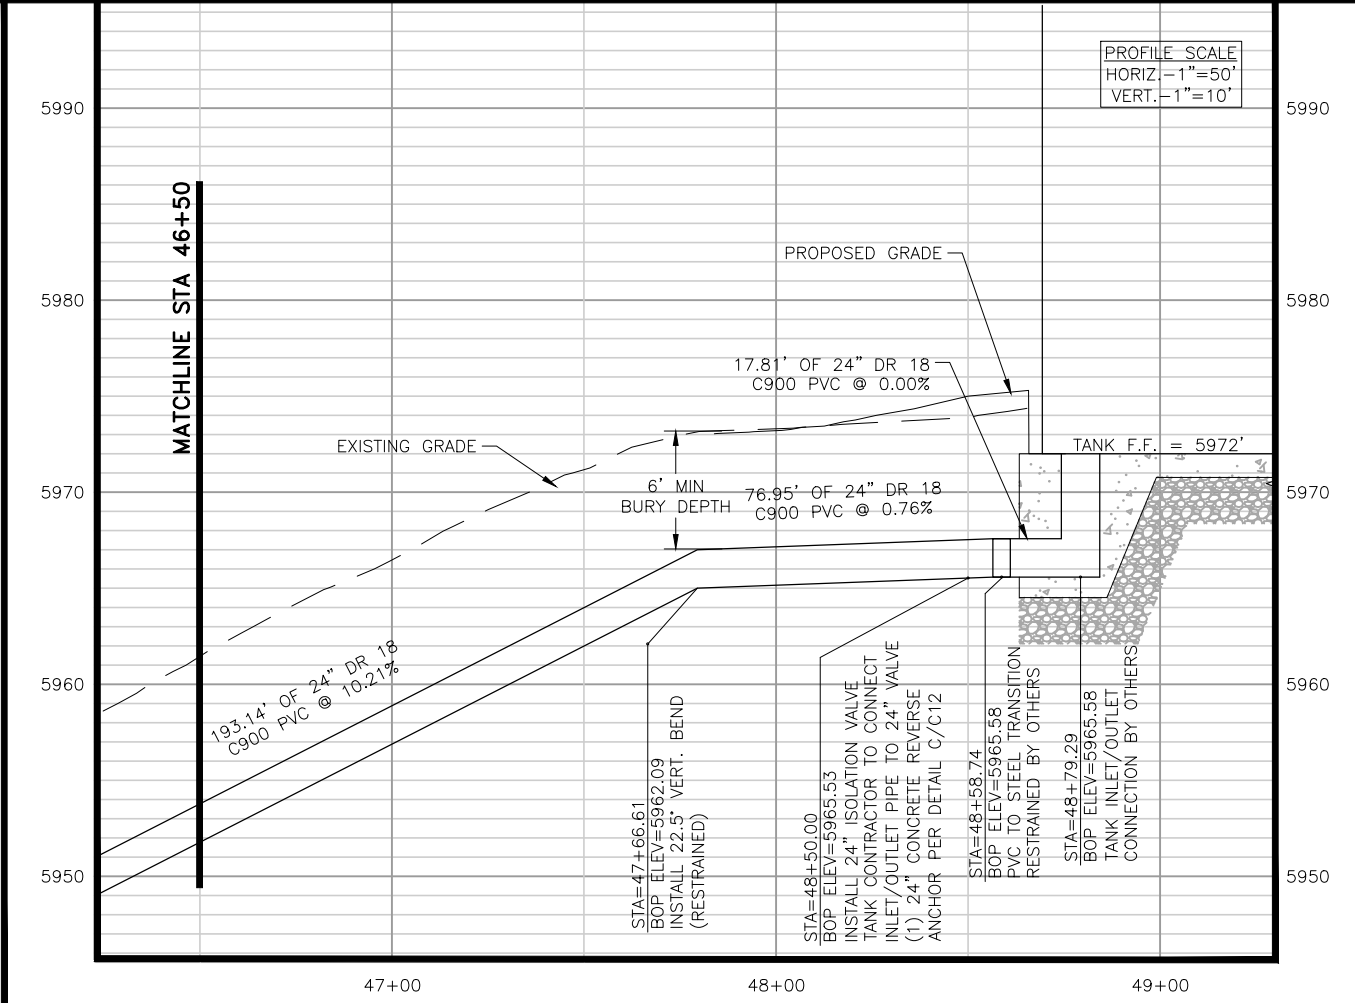 PROFILE SCALE
HORIZ.-1"=50'
VERT.-1"=10'
5990
5990
MATCHLINE STA 46+50
PROPOSED GRADE
5980
5980
17.81' OF 24" DR 18
C900 PVC @ 0.00%
EXISTING GRADE
TANK F.F. = 5972'
6' MIN
BURY DEPTH
76.95' OF 24" DR 18
C900 PVC @ 0.76%
5970
5970
193.14' OF 24" DR 18
C900 PVC @ 10.21%
5960
5960
STA=47+66.61
BOP ELEV=5962.09
INSTALL 22.5° VERT. BEND
(RESTRAINED)
STA=48+50.00
BOP ELEV=5965.53
INSTALL 24" ISOLATION VALVE
TANK CONTRACTOR TO CONNECT
INLET/OUTLET PIPE TO 24" VALVE
(1) 24" CONCRETE REVERSE
ANCHOR PER DETAIL C/C12
STA=48+58.74
BOP ELEV=5965.58
PVC TO STEEL TRANSITION
RESTRAINED BY OTHERS
STA=48+79.29
BOP ELEV=5965.58
TANK INLET/OUTLET
CONNECTION BY OTHERS
5950
5950
47+00
48+00
49+00